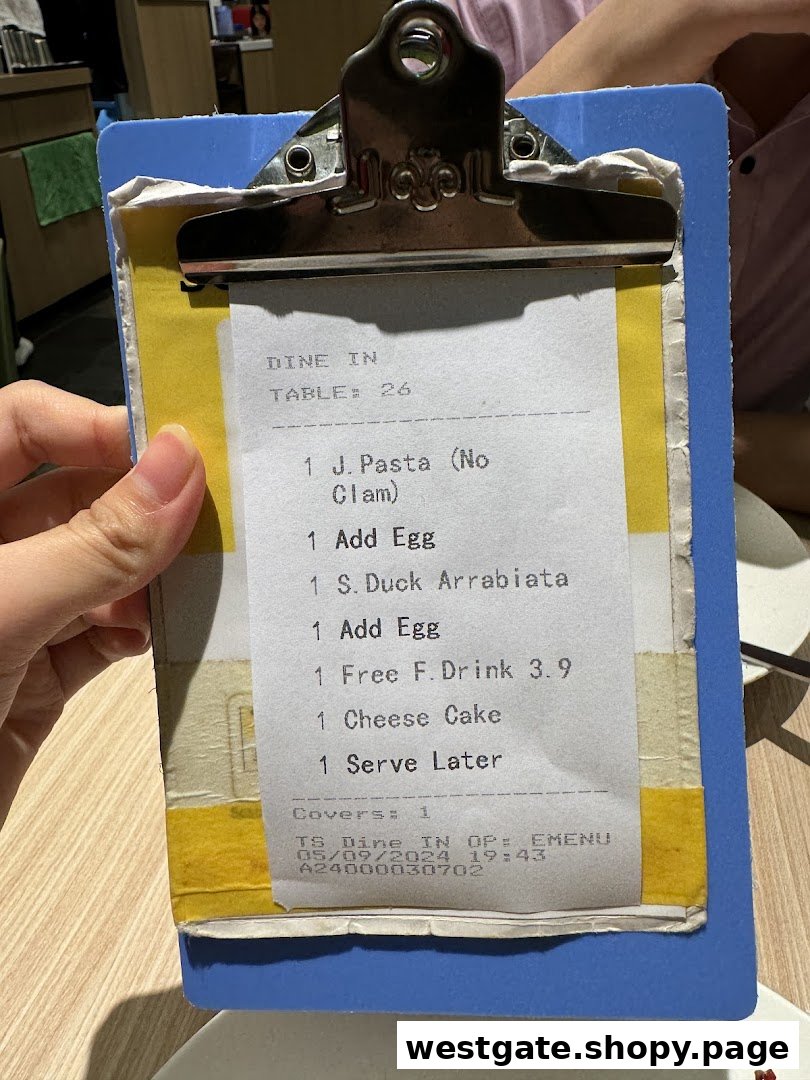 DINE IN
TABLE: 26
1 J.Pasta (No
Clam)
1 Add Egg
1 S.Duck Arrabiata
1 Add Egg
1 Free F.Drink 3.9
1 Cheese Cake
1 Serve Later
Covers: 1
TS Dine IN OP: EMENU
05/09/2024 19:43
A24000030702
westgate.shopy.page